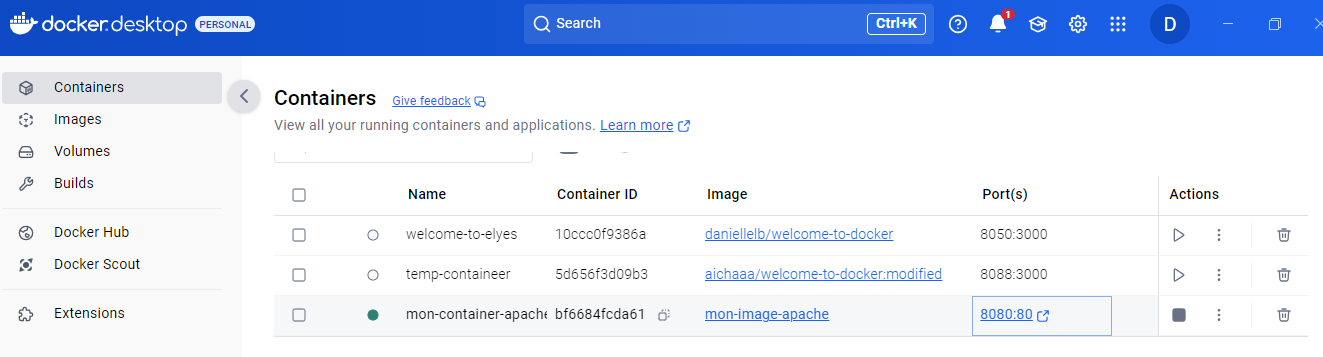 docker.desktop PERSONAL Search Ctrl+K 1 D
Containers
Images
Volumes
Builds
Docker Hub
Docker Scout
Extensions
Containers Give feedback
View all your running containers and applications. Learn more
Name Container ID Image Port(s) Actions
welcome-to-elyes 10ccc0f9386a daniellelb/welcome-to-docker 8050:3000
temp-containeer 5d656f3d09b3 aichaaa/welcome-to-docker:modified 8088:3000
mon-container-apache bf6684fcda61 mon-image-apache 8080:80